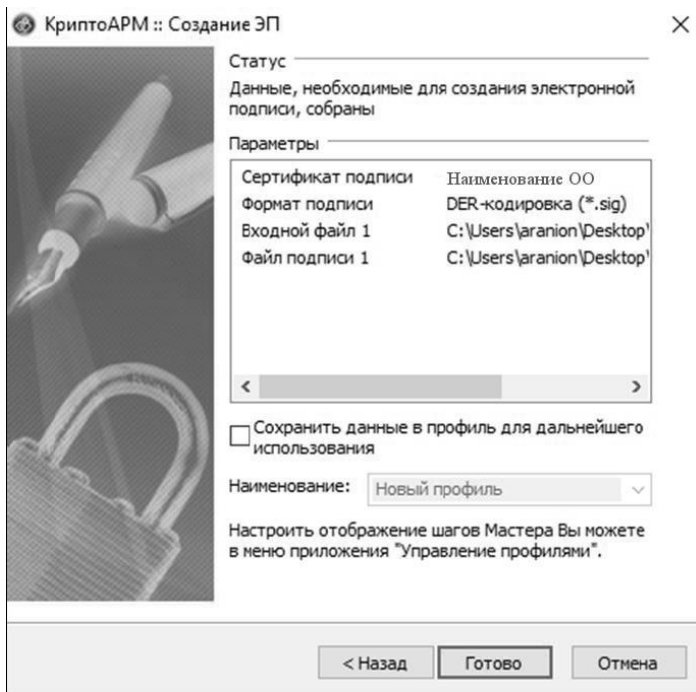 КриптоАРМ :: Создание ЭП
Статус
Данные, необходимые для создания электронной
подписи, собраны
Параметры
Сертификат подписи Наименование ОО
Формат подписи DER-кодировка (*.sig)
Входной файл 1 C:\Users\aranion\Desktop\
Файл подписи 1 C:\Users\aranion\Desktop\
Сохранить данные в профиль для дальнейшего
использования
Наименование: Новый профиль
Настроить отображение шагов Мастера Вы можете
в меню приложения "Управление профилями".
< Назад Готово Отмена